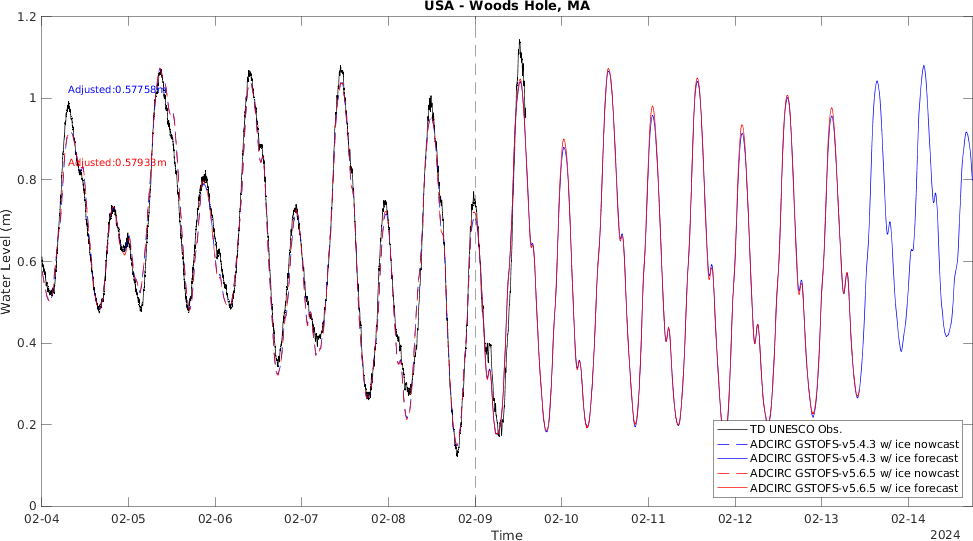 USA - Woods Hole, MA
1.2
1
0.8
0.6
0.4
0.2
0
Water Level (m)
Adjusted:0.57758m
Adjusted:0.57933m
TD UNESCO Obs.
ADCIRC GSTOFS-v5.4.3 w/ ice nowcast
ADCIRC GSTOFS-v5.4.3 w/ ice forecast
ADCIRC GSTOFS-v5.6.5 w/ ice nowcast
ADCIRC GSTOFS-v5.6.5 w/ ice forecast
02-04 02-05 02-06 02-07 02-08 02-09 02-10 02-11 02-12 02-13 02-14
Time
2024